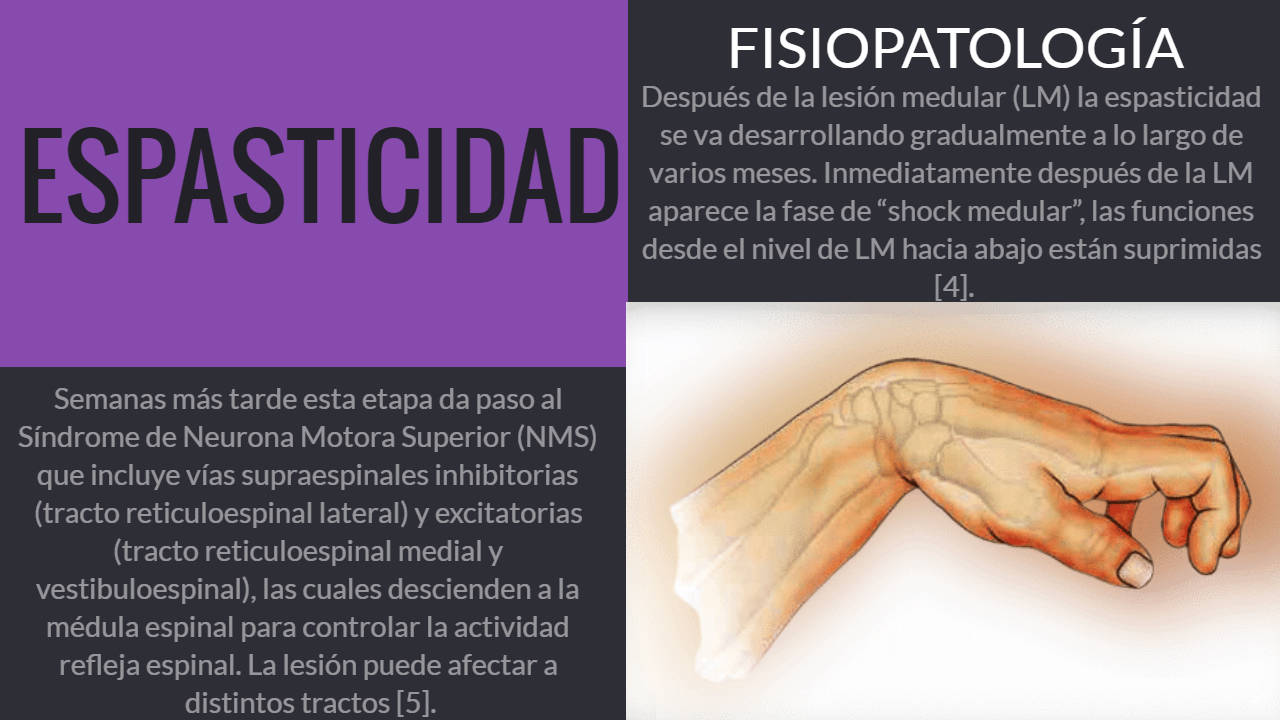 ESPASTICIDAD
FISIOPATOLOGÍA
Después de la lesión medular (LM) la espasticidad
se va desarrollando gradualmente a lo largo de
varios meses. Inmediatamente después de la LM
aparece la fase de “shock medular”, las funciones
desde el nivel de LM hacia abajo están suprimidas
[4].
Semanas más tarde esta etapa da paso al
Síndrome de Neurona Motora Superior (NMS)
que incluye vías supraespinales inhibitorias
(tracto reticuloespinal lateral) y excitatorias
(tracto reticuloespinal medial y
vestibuloespinal), las cuales descienden a la
médula espinal para controlar la actividad
refleja espinal. La lesión puede afectar a
distintos tractos [5].